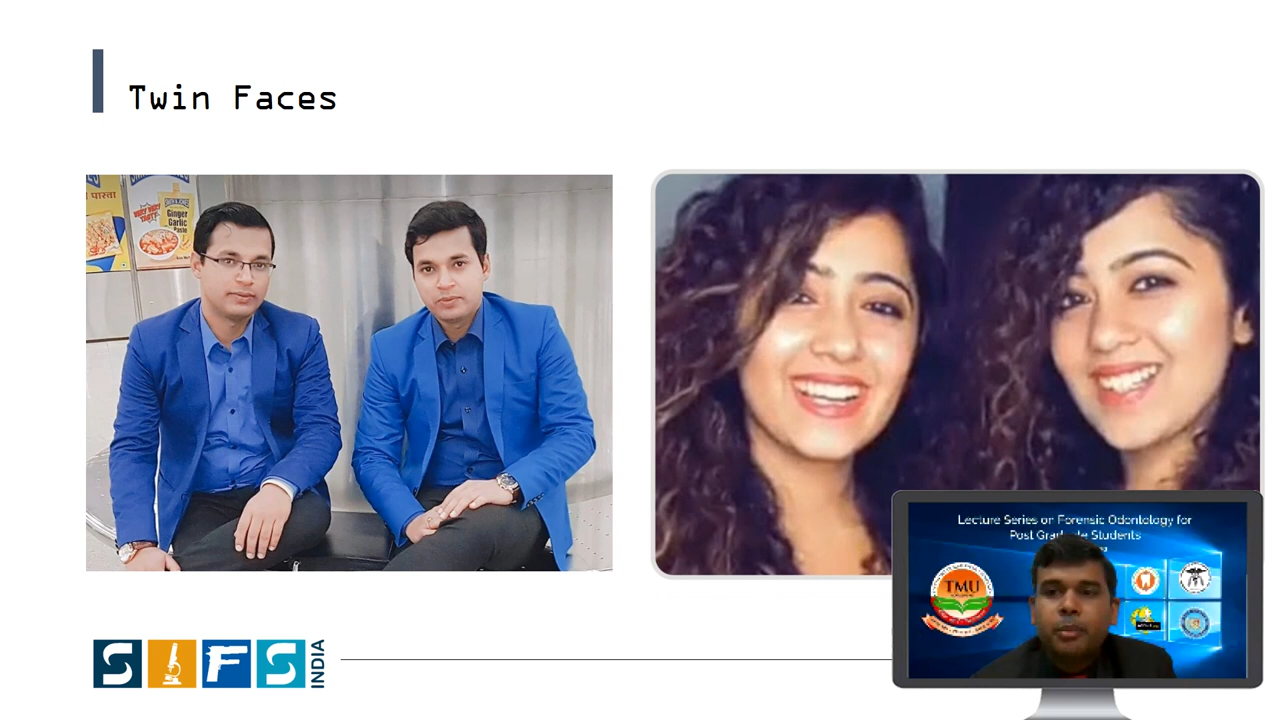 Twin Faces
पास्ता
Ginger
Garlic
Paste
Lecture Series on Forensic Odontology for
Post Graduate Students
TMU
SIFS
INDIA